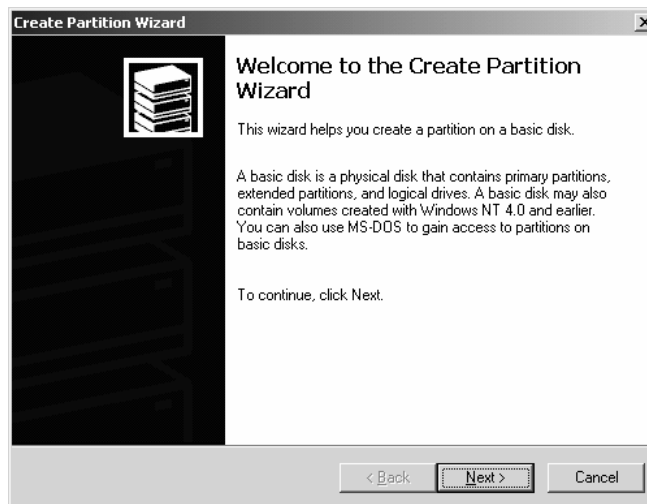 Create Partition Wizard
Welcome to the Create Partition
Wizard
This wizard helps you create a partition on a basic disk.
A basic disk is a physical disk that contains primary partitions,
extended partitions, and logical drives. A basic disk may also
contain volumes created with Windows NT 4.0 and earlier.
You can also use MS-DOS to gain access to partitions on
basic disks.
To continue, click Next.
< Back Next > Cancel